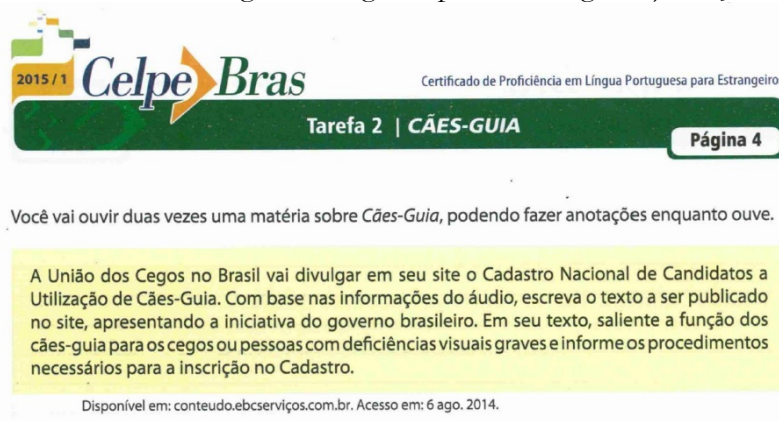 2015/1 Celpe Bras
Certificado de Proficiência em Língua Portuguesa para Estrangeiro
Tarefa 2 | CÃES-GUIA
Página 4
Você vai ouvir duas vezes uma matéria sobre Cães-Guia, podendo fazer anotações enquanto ouve.
A União dos Cegos no Brasil vai divulgar em seu site o Cadastro Nacional de Candidatos a
Utilização de Cães-Guia. Com base nas informações do áudio, escreva o texto a ser publicado
no site, apresentando a iniciativa do governo brasileiro. Em seu texto, saliente a função dos
cães-guia para os cegos ou pessoas com deficiências visuais graves e informe os procedimentos
necessários para a inscrição no Cadastro.
Disponível em: conteudo.ebcserviços.com.br. Acesso em: 6 ago. 2014.